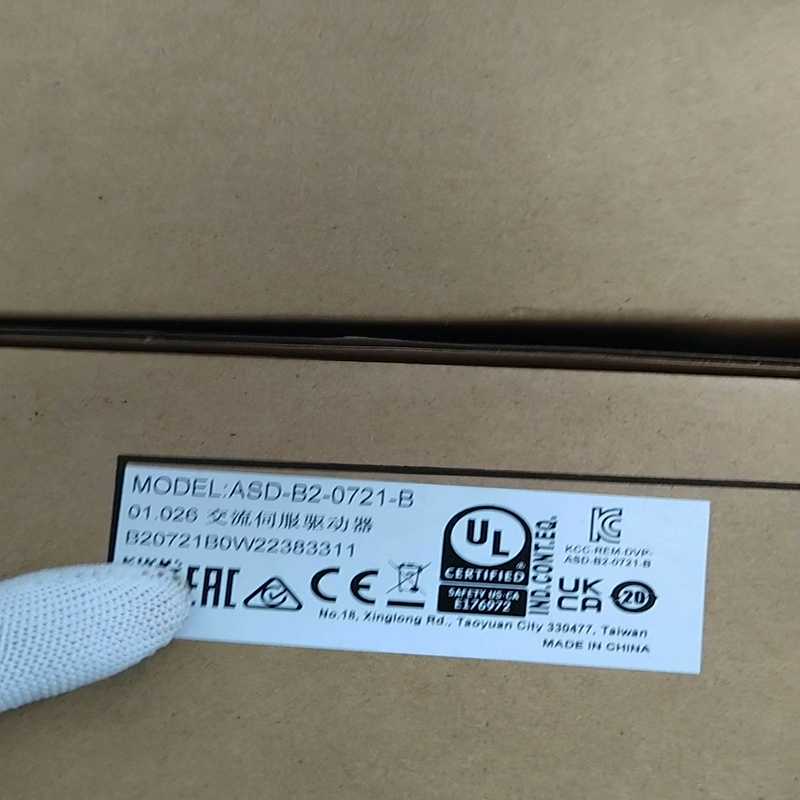 MODEL:ASD-B2-0721-B
01.026 交流伺服驱动器
B20721B0W22383311
EAC
CE
UL
CERTIFIED
®
SAFETY US-CA
E176972
IND.CONT.EQ.
KC
KCC-REM-DVP-
ASD-B2-0721-B
UK
CA
20
No.18, Xinglong Rd., Taoyuan City 330477, Taiwan
MADE IN CHINA